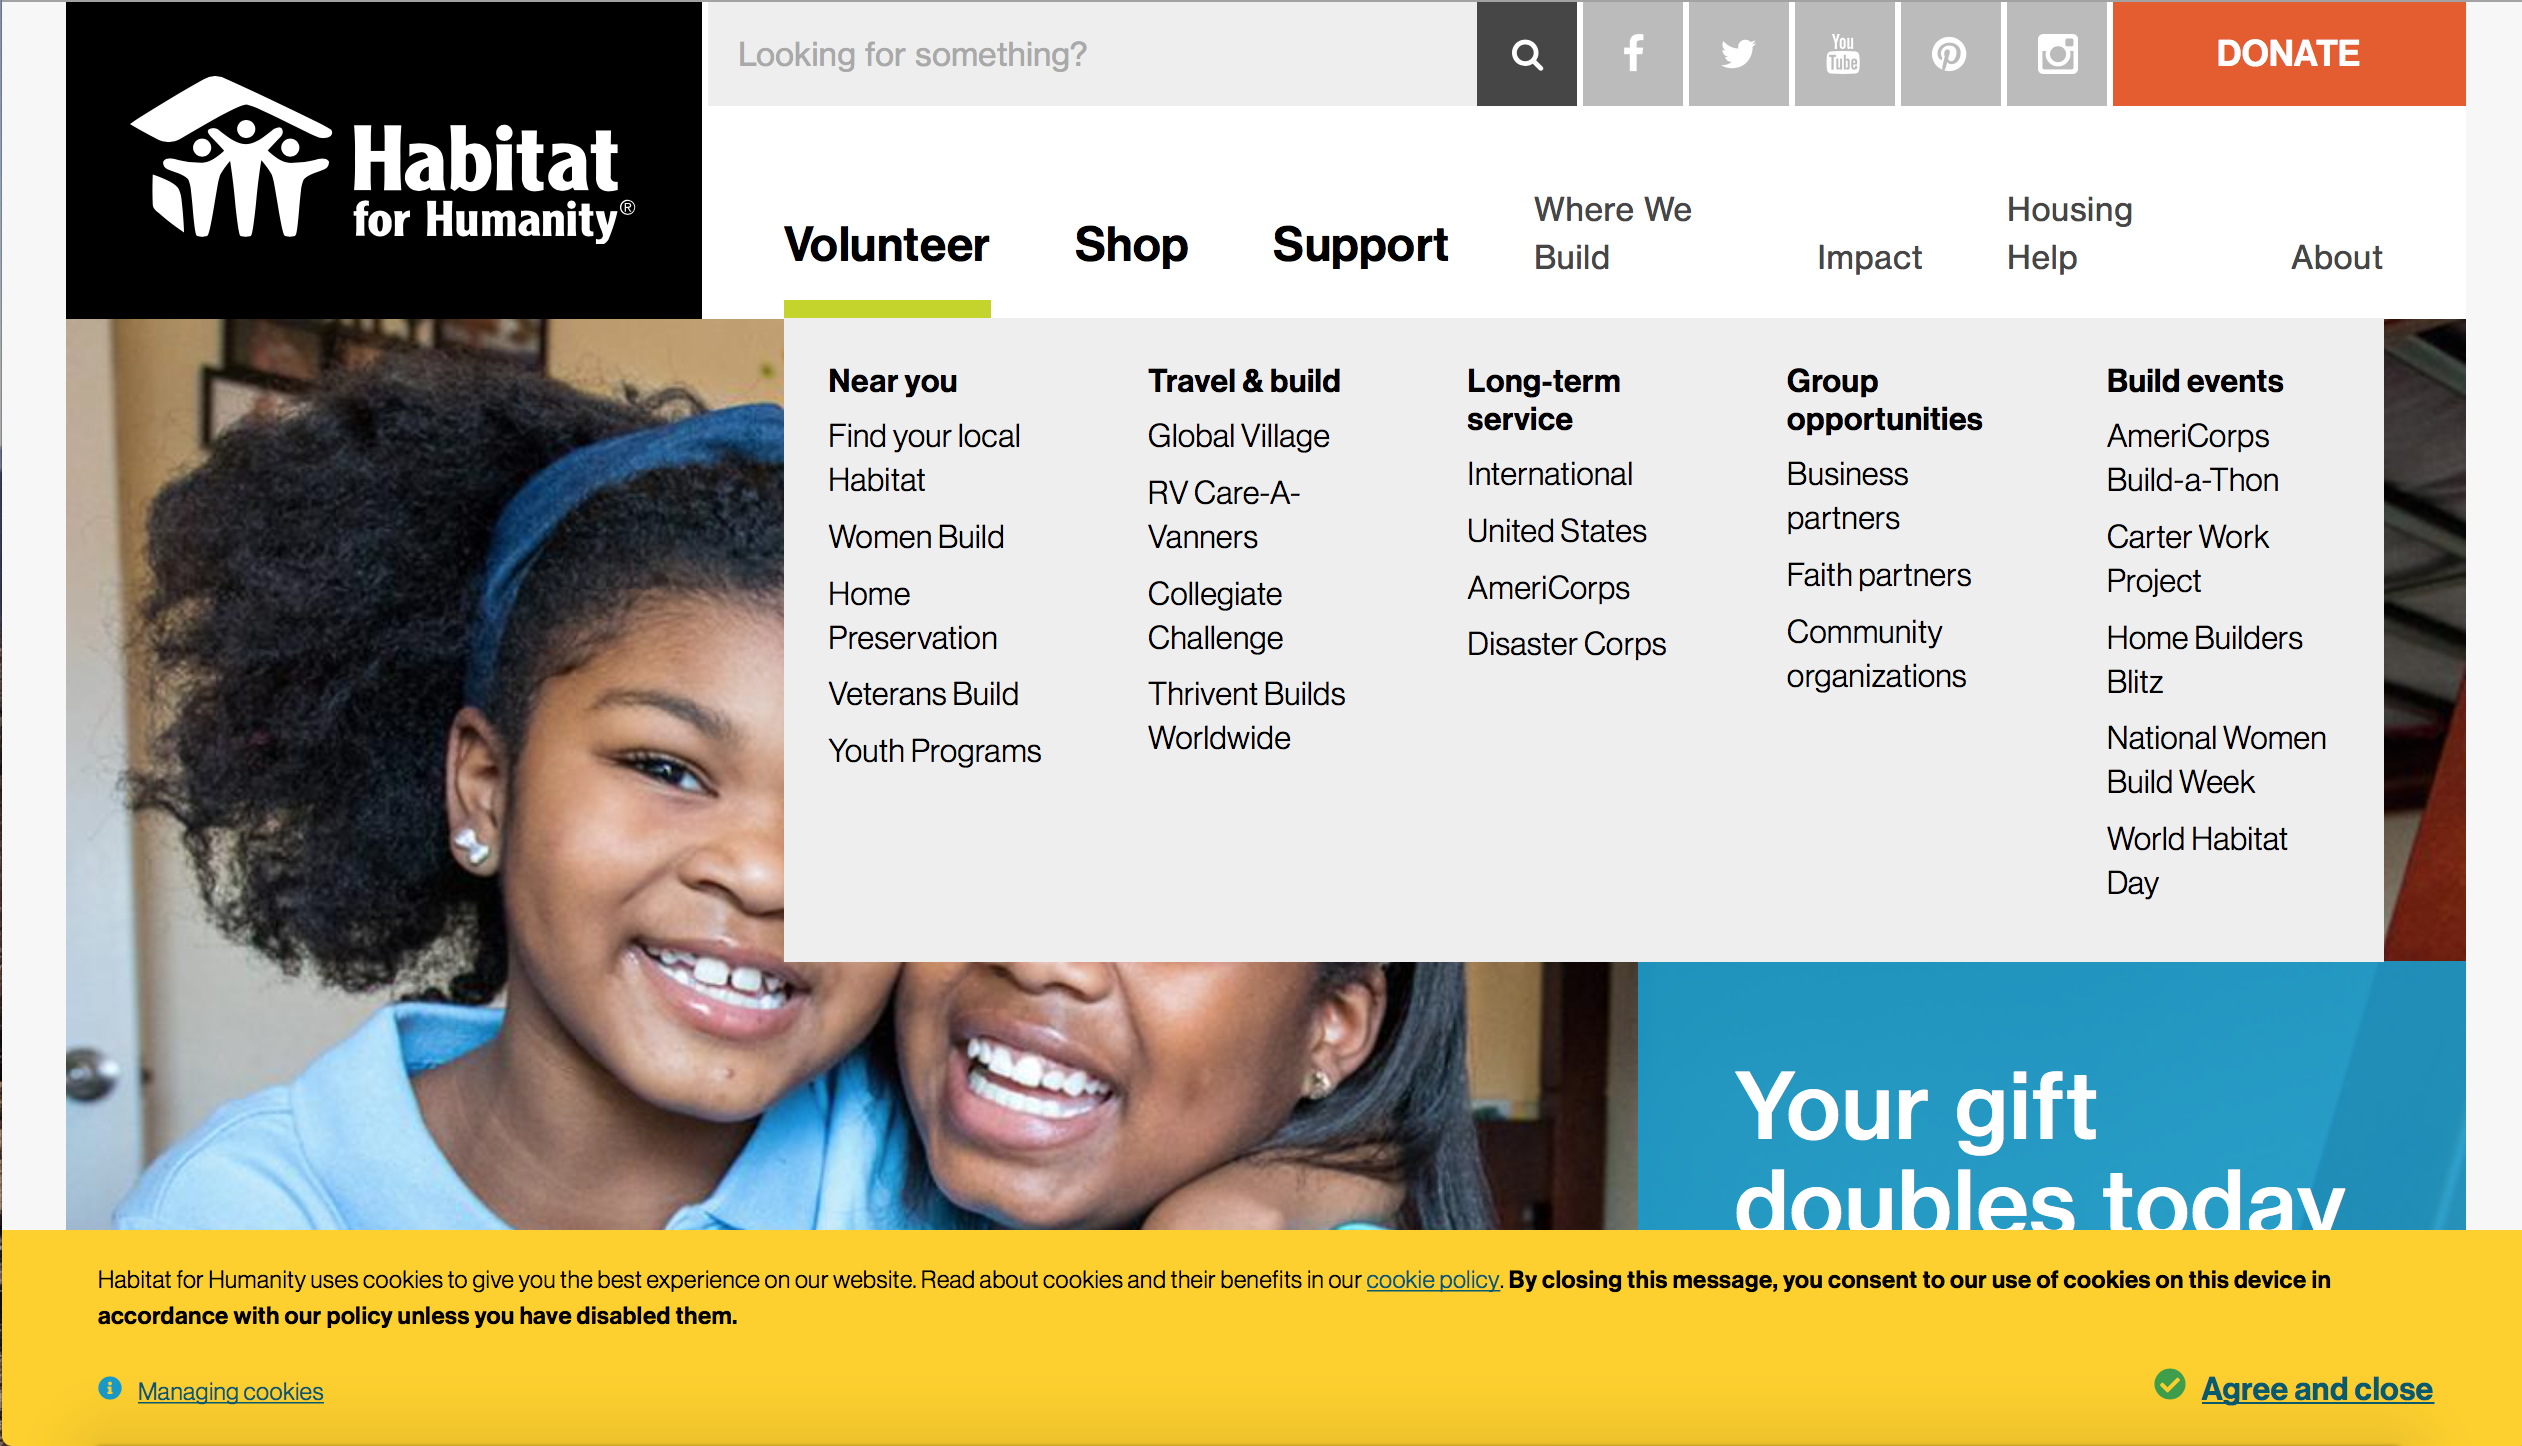 Habitat
for Humanity®
Looking for something?
You
Tube
DONATE
Volunteer
Shop
Support
Where We
Build
Impact
Housing
Help
About
Near you
Find your local
Habitat
Women Build
Home
Preservation
Veterans Build
Youth Programs
Travel & build
Global Village
RV Care-A-
Vanners
Collegiate
Challenge
Thrivent Builds
Worldwide
Long-term
service
International
United States
AmeriCorps
Disaster Corps
Group
opportunities
Business
partners
Faith partners
Community
organizations
Build events
AmeriCorps
Build-a-Thon
Carter Work
Project
Home Builders
Blitz
National Women
Build Week
World Habitat
Day
Your gift
doubles today
Habitat for Humanity uses cookies to give you the best experience on our website. Read about cookies and their benefits in our cookie policy. By closing this message, you consent to our use of cookies on this device in
accordance with our policy unless you have disabled them.
Managing cookies
Agree and close